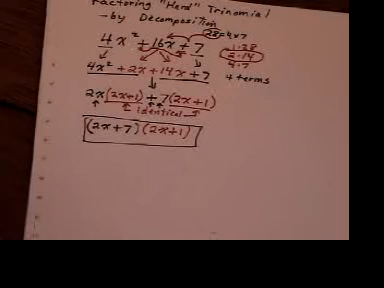 Factoring "Hard" Trinomial
- by Decomposition
28 = 4×7
4x² + 16x + 7
1·28
2·14
4·7
4x² + 2x + 14x + 7
4 terms
2x(2x+1) + 7(2x+1)
identical
(2x+7)(2x+1)